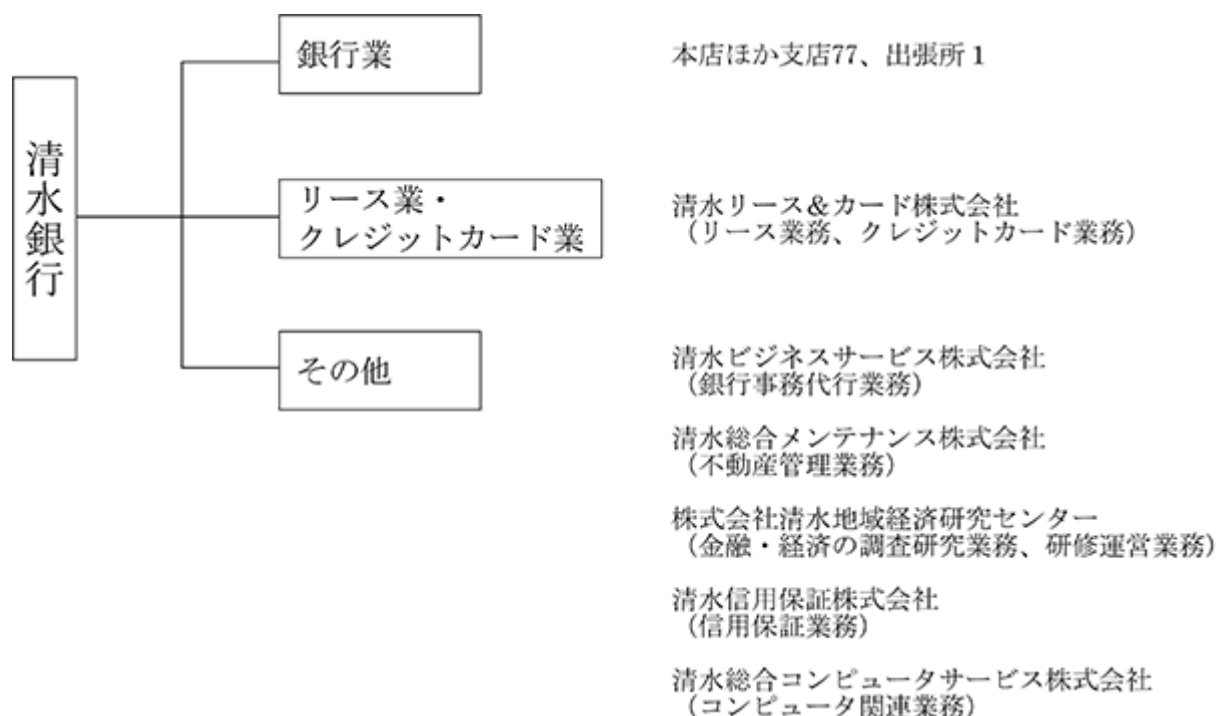 清水銀行
銀行業
本店ほか支店77、出張所1
リース業・
クレジットカード業
清水リース&カード株式会社
（リース業務、クレジットカード業務）
その他
清水ビジネスサービス株式会社
（銀行事務代行業務）
清水総合メンテナンス株式会社
（不動産管理業務）
株式会社清水地域経済研究センター
（金融・経済の調査研究業務、研修運営業務）
清水信用保証株式会社
（信用保証業務）
清水総合コンピュータサービス株式会社
（コンピュータ関連業務）